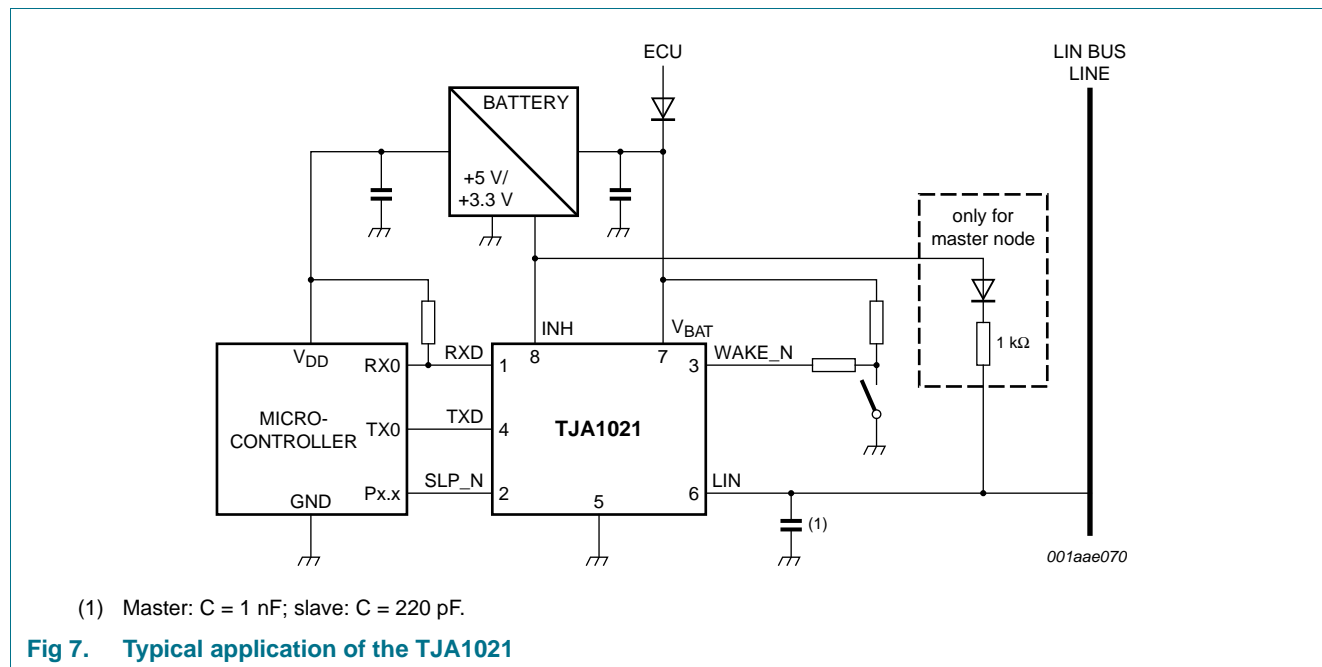 ECU
LIN BUS
LINE
BATTERY
+5 V/
+3.3 V
only for
master node
1 kΩ
INH
VBAT
8
7
VDD
RX0
RXD
1
3
WAKE_N
MICRO-
CONTROLLER
TX0
TXD
4
TJA1021
GND
Px.x
SLP_N
2
5
6
LIN
(1)
001aae070
(1) Master: C = 1 nF; slave: C = 220 pF.
Fig 7. Typical application of the TJA1021